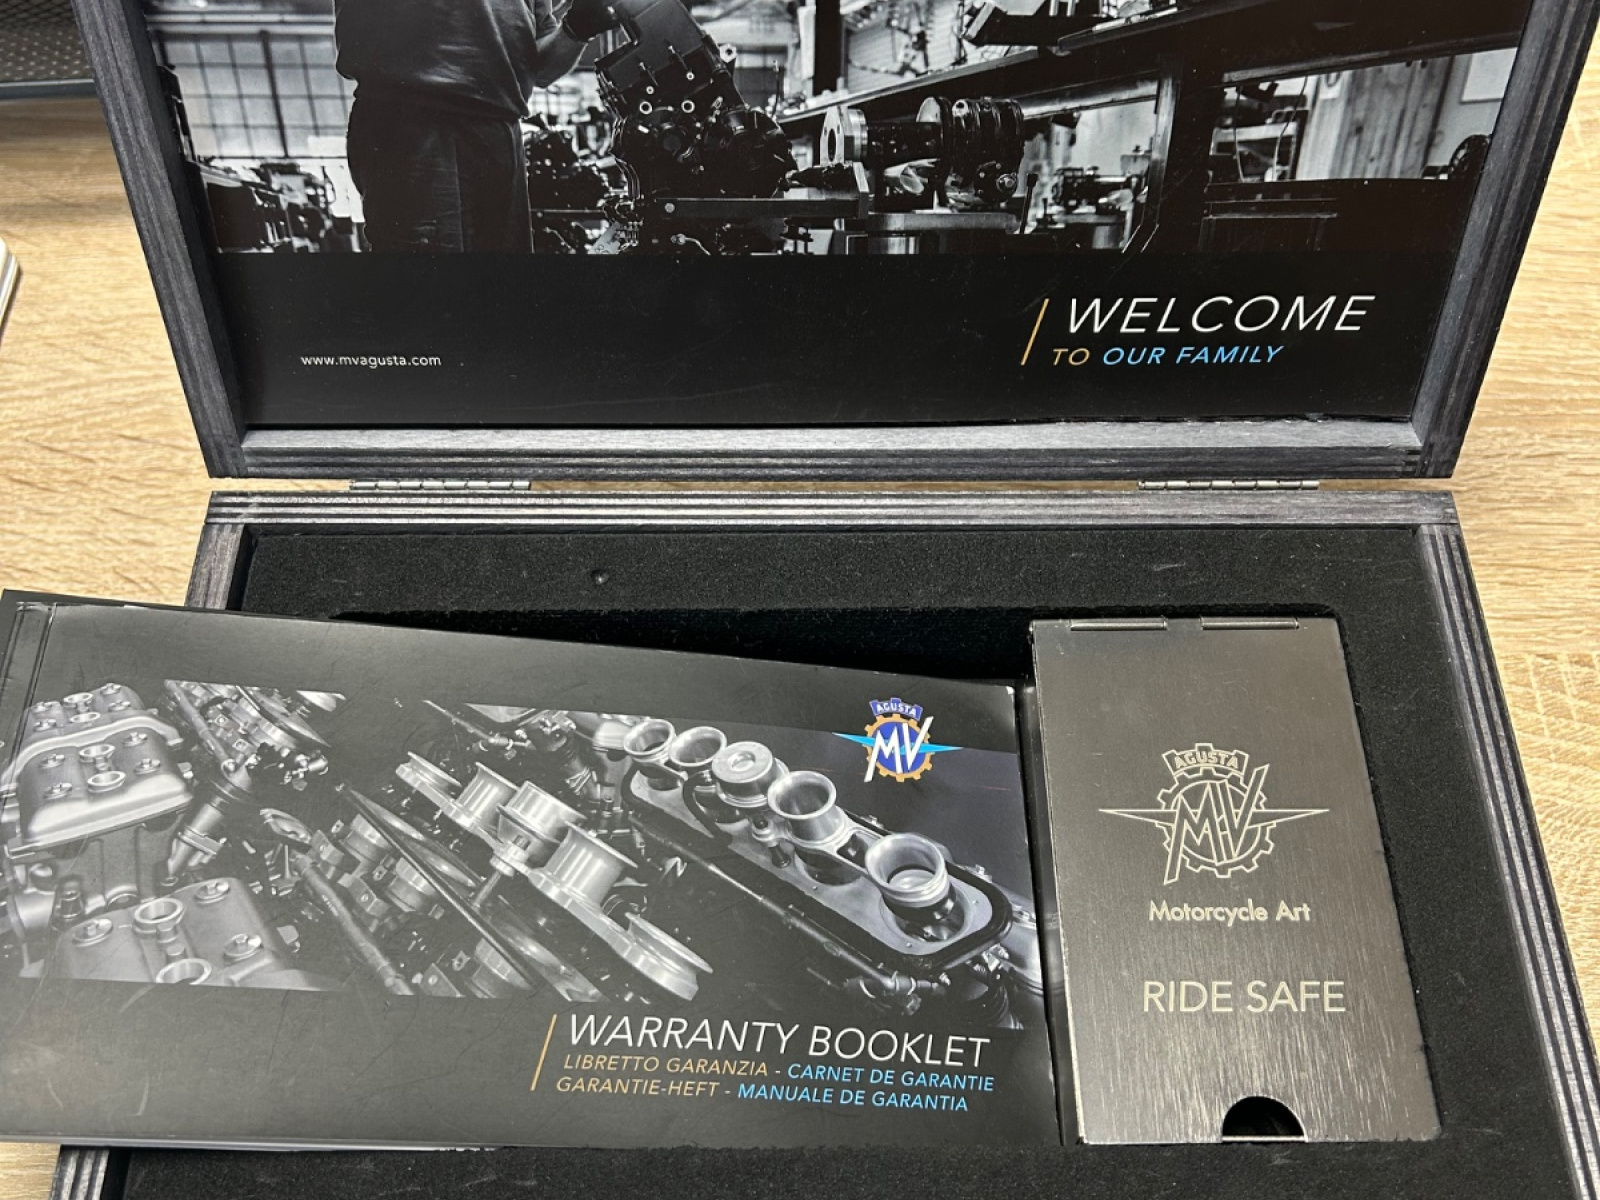 WELCOME
TO OUR FAMILY
www.mvagusta.com
AGUSTA
MV
WARRANTY BOOKLET
LIBRETTO GARANZIA - CARNET DE GARANTIE
GARANTIE-HEFT - MANUALE DE GARANTIA
AGUSTA
MV
Motorcycle Art
RIDE SAFE